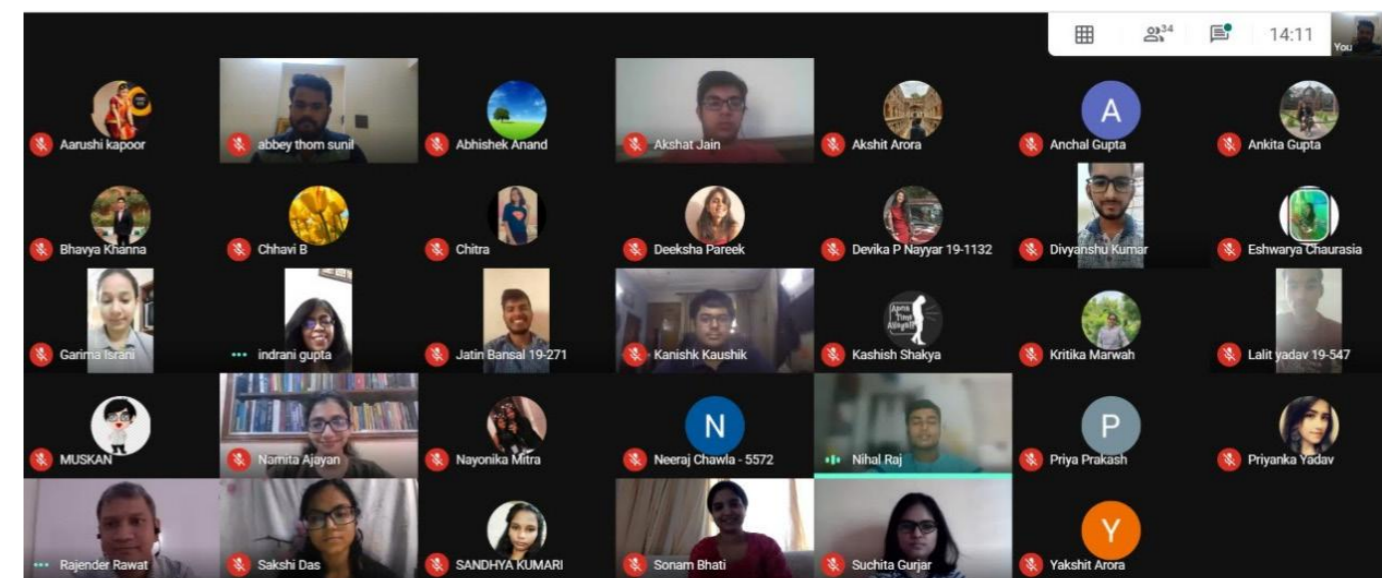 34
14:11
You
Aarushi kapoor
abbey thom sunil
Abhishek Anand
Akshat Jain
Akshit Arora
A
Anchal Gupta
Ankita Gupta
Bhavya Khanna
Chhavi B
Chitra
Deeksha Pareek
Devika P Nayyar 19-1132
Divyanshu Kumar
Eshwarya Chaurasia
Garima Israni
indrani gupta
Jatin Bansal 19-271
Kanishk Kaushik
Apna
Time
Kashish Shakya
Kritika Marwah
Lalit yadav 19-547
MUSKAN
Namita Ajayan
Nayonika Mitra
N
Neeraj Chawla - 5572
Nihal Raj
P
Priya Prakash
Priyanka Yadav
Rajender Rawat
Sakshi Das
SANDHYA KUMARI
Sonam Bhati
Suchita Gurjar
Y
Yakshit Arora